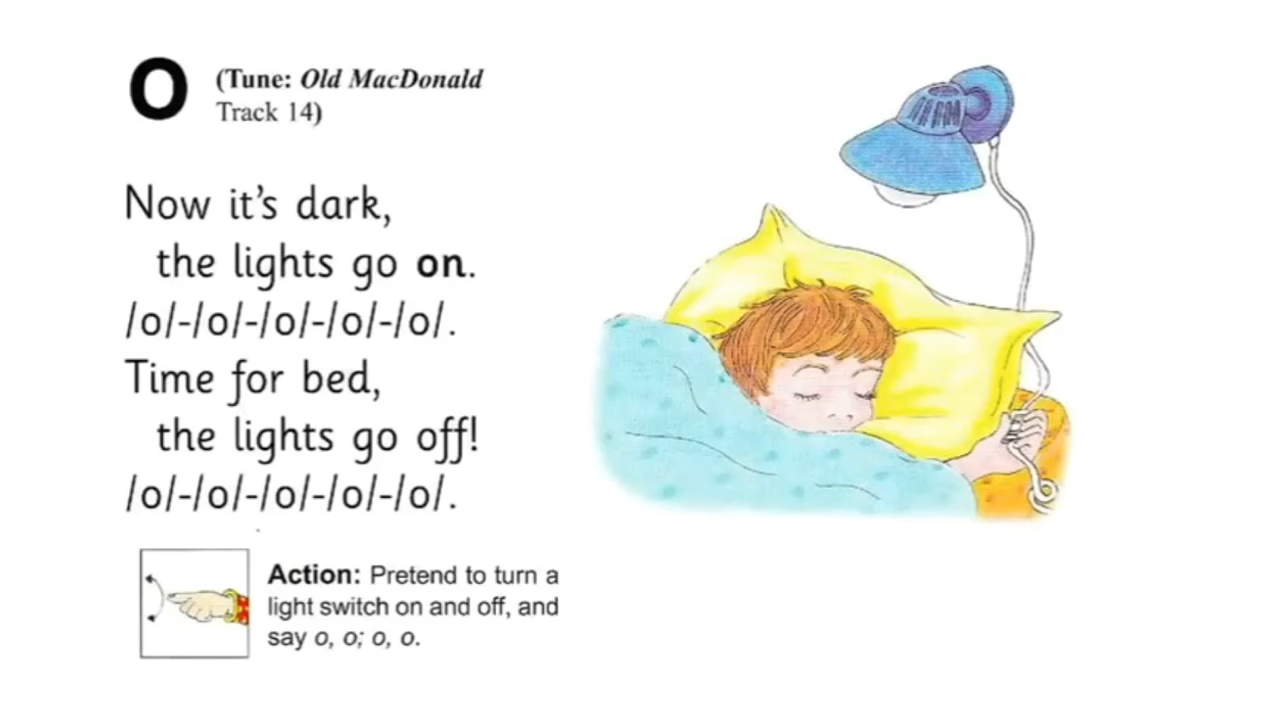 o
(Tune: Old MacDonald
Track 14)
Now it's dark,
the lights go on.
/o/-/o/-/o/-/o/-/o/.
Time for bed,
the lights go off!
/o/-/o/-/o/-/o/-/o/.
Action: Pretend to turn a
light switch on and off, and
say o, o; o, o.